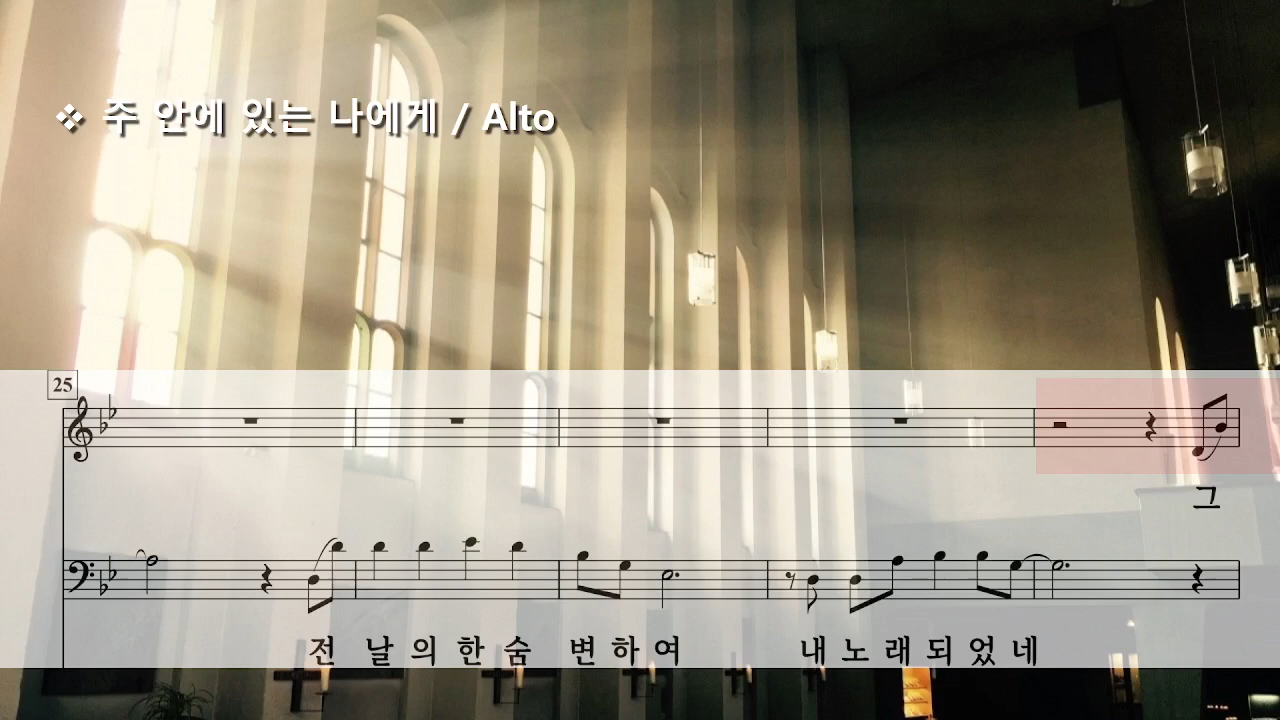 ❖ 주 안에 있는 나에게 / Alto
25
그
전 날 의 한 숨 변 하 여 내 노 래 되 었 네